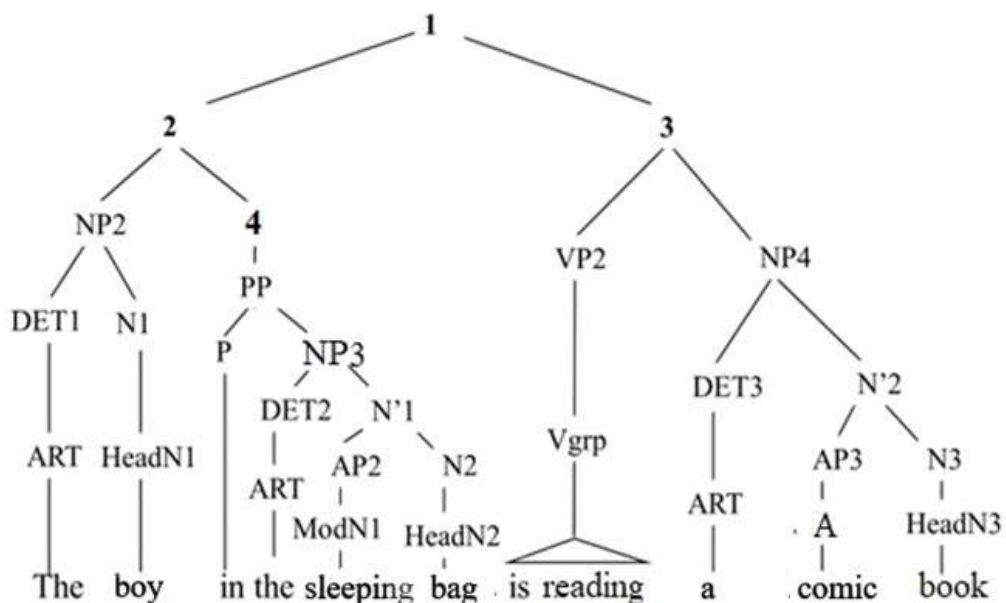 1
2 3
NP2 4 VP2 NP4
PP
DET1 N1 P NP3 DET3 N'2
DET2 N'1
ART HeadN1 AP2 N2 Vgrp AP3 N3
ART ModN1 HeadN2 ART A HeadN3
The boy in the sleeping bag is reading a comic book